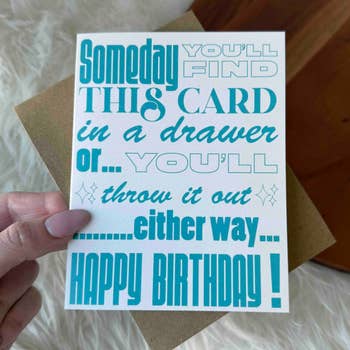 Someday YOU'LL
FIND
THIS CARD
in a drawer
or... YOU'LL
throw it out
.........either way...
HAPPY BIRTHDAY!